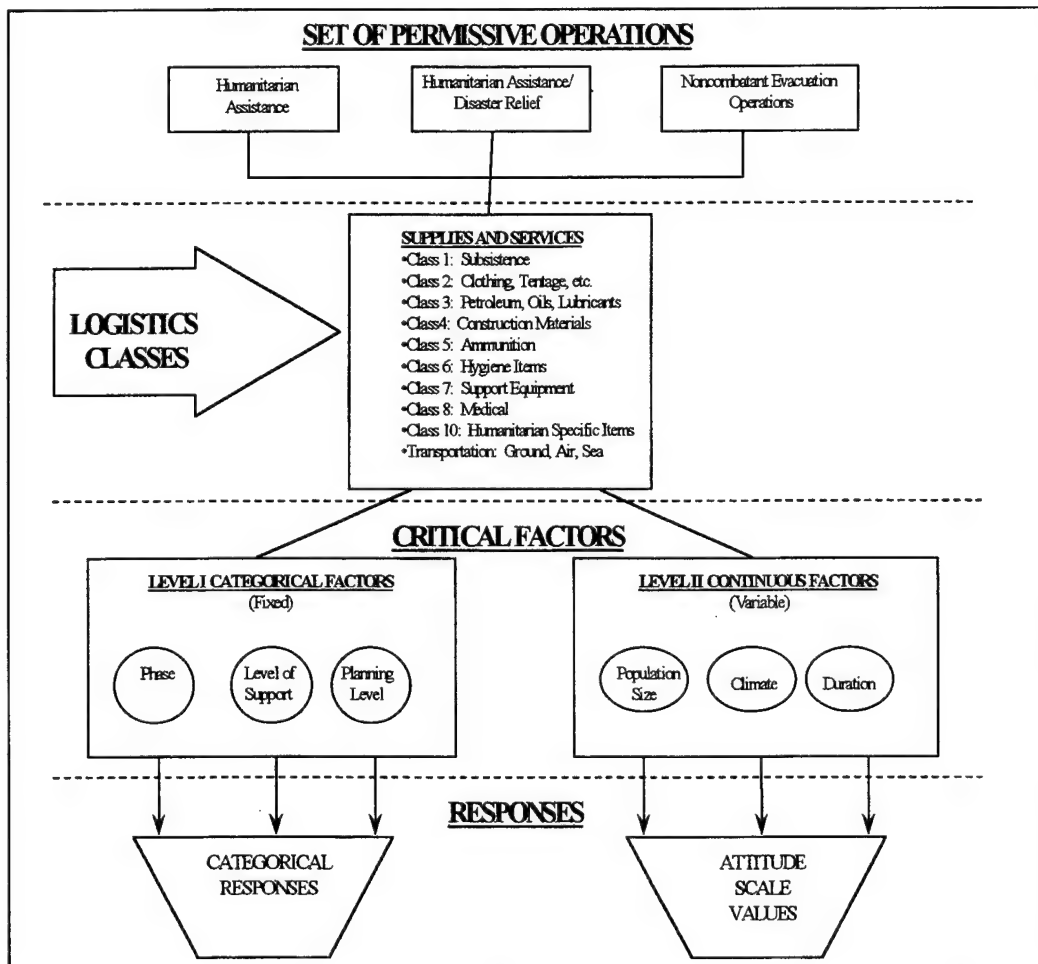 SET OF PERMISSIVE OPERATIONS
Humanitarian
Assistance
Humanitarian Assistance/
Disaster Relief
Noncombatant Evacuation
Operations
LOGISTICS
CLASSES
SUPPLIES AND SERVICES
•Class 1: Subsistence
•Class 2: Clothing, Tentage, etc.
•Class 3: Petroleum, Oils, Lubricants
•Class4: Construction Materials
•Class 5: Ammunition
•Class 6: Hygiene Items
•Class 7: Support Equipment
•Class 8: Medical
•Class 10: Humanitarian Specific Items
•Transportation: Ground, Air, Sea
CRITICAL FACTORS
LEVEL I CATEGORICAL FACTORS
(Fixed)
Phase
Level of
Support
Planning
Level
LEVEL II CONTINUOUS FACTORS
(Variable)
Population
Size
Climate
Duration
RESPONSES
CATEGORICAL
RESPONSES
ATTITUDE
SCALE
VALUES